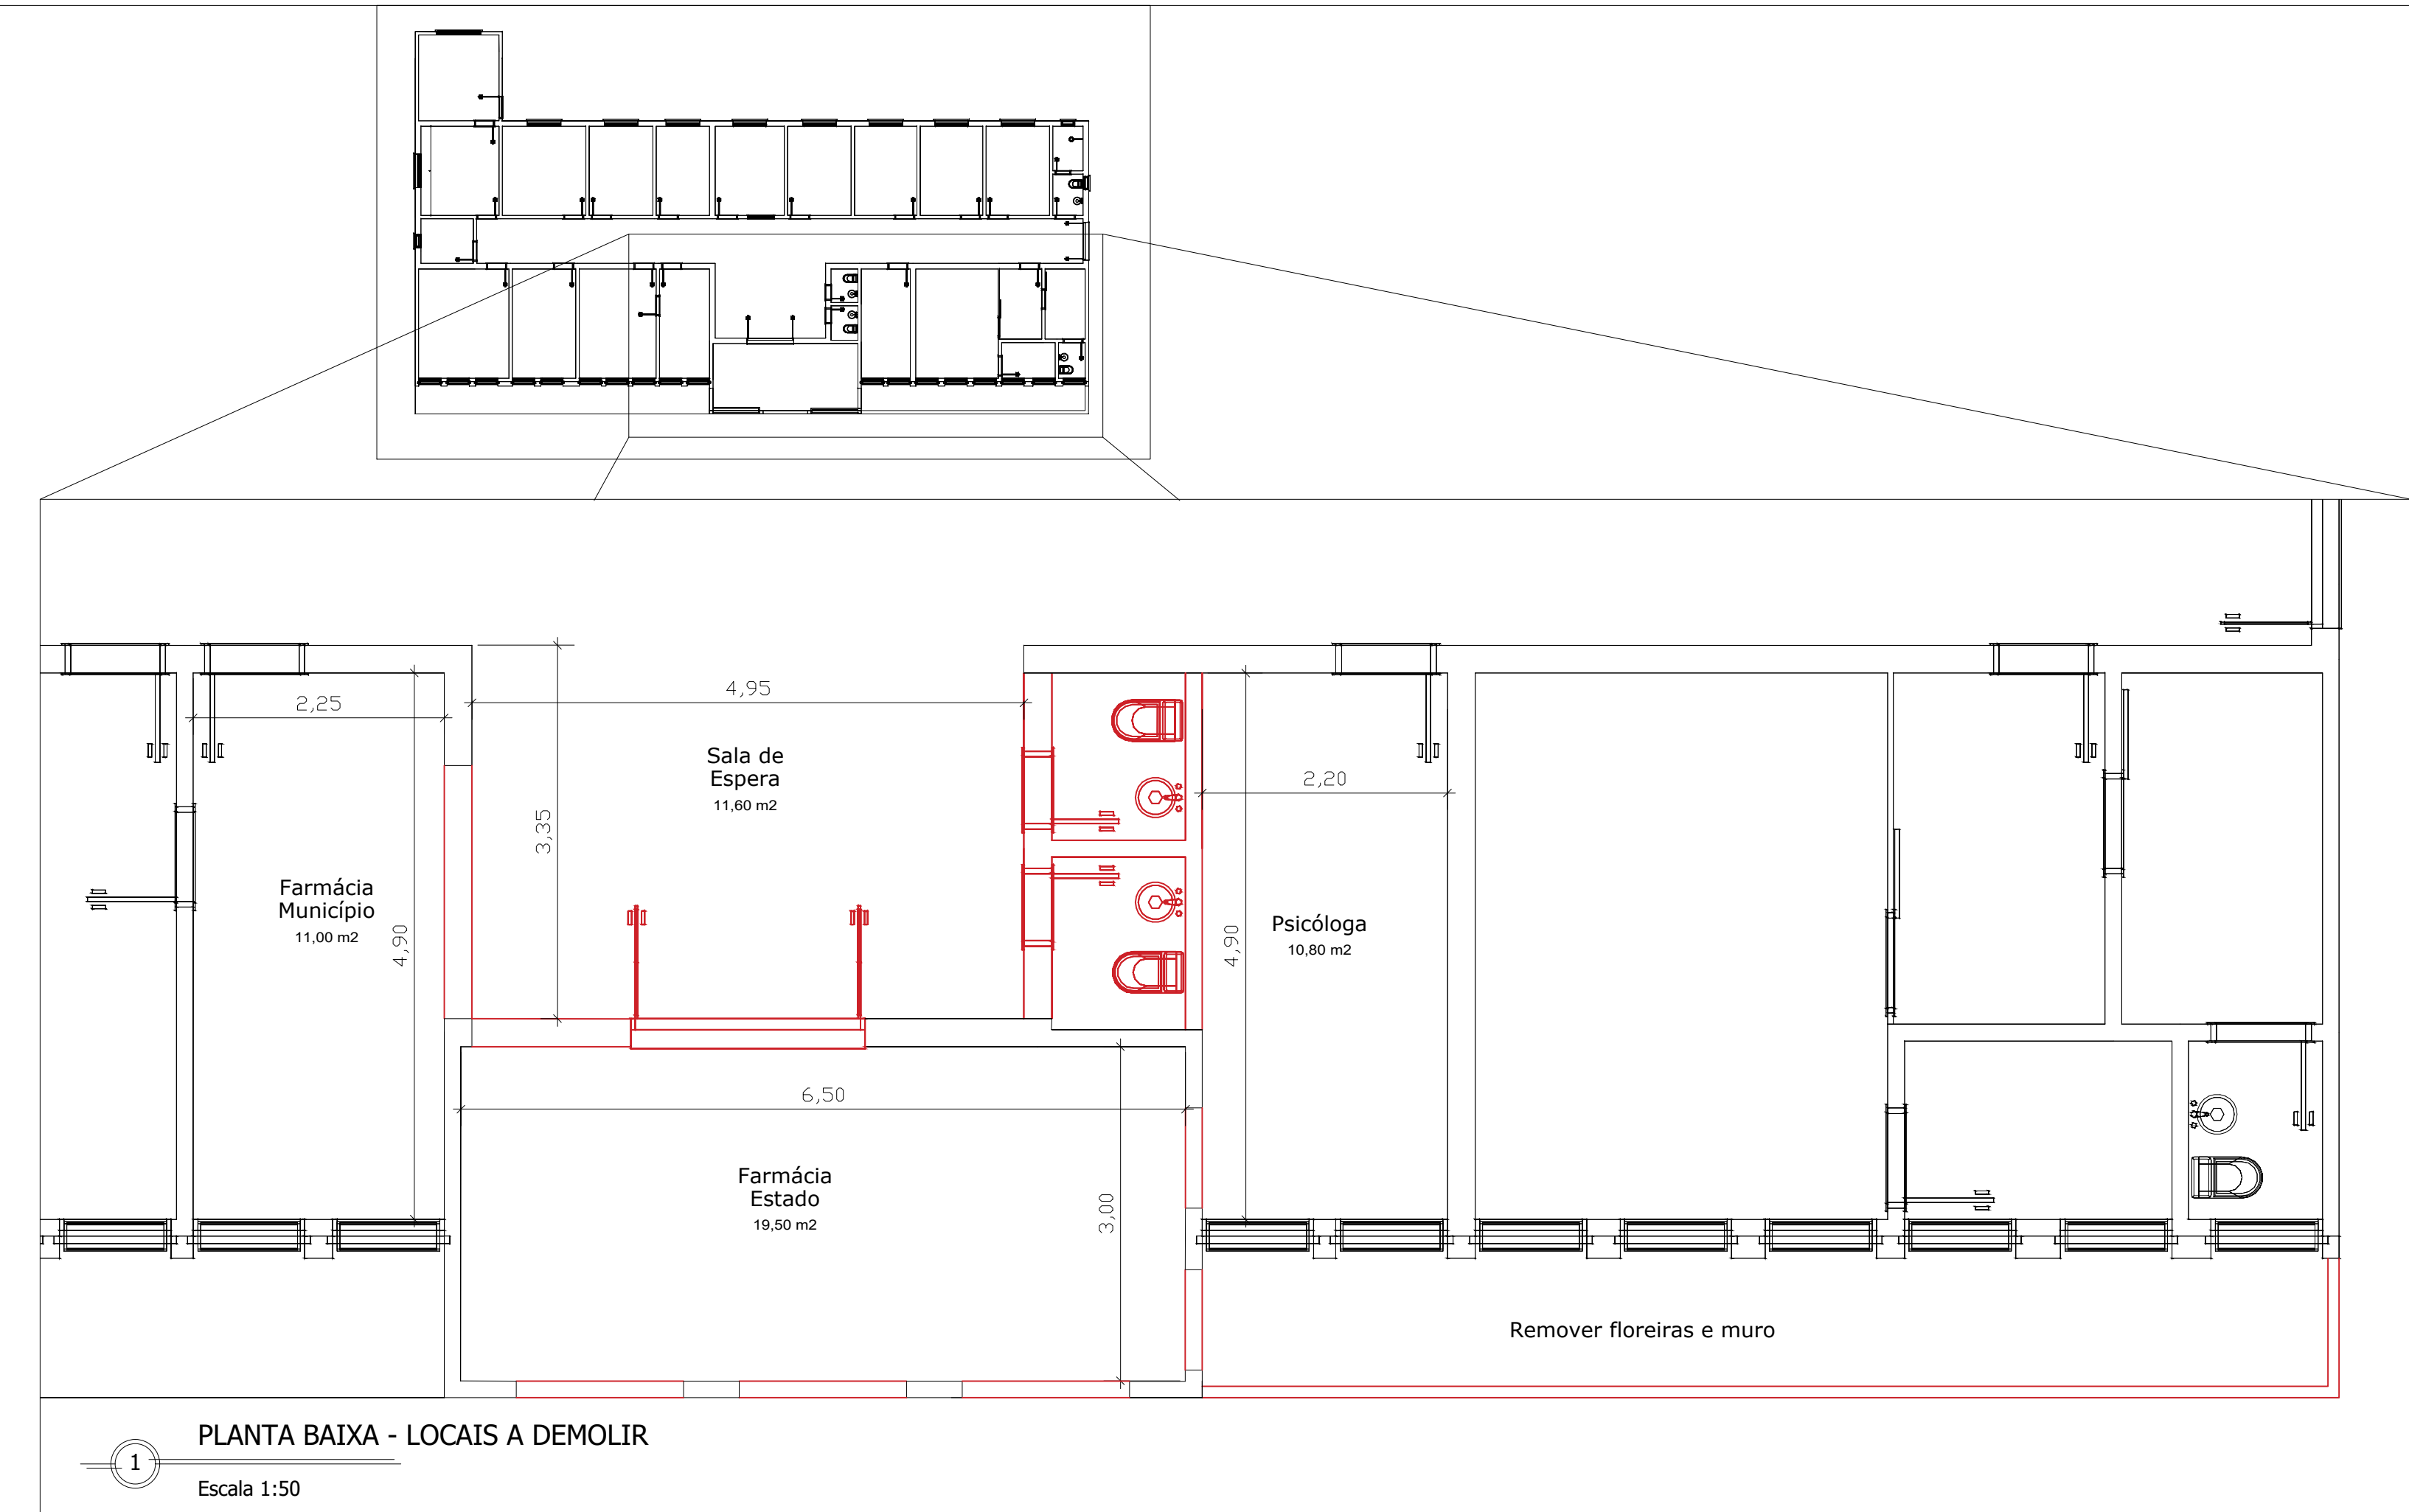 2,25
4,95
Sala de
Espera
11,60 m2
3,35
2,20
Farmácia
Município
11,00 m2
4,90
Psicóloga
10,80 m2
4,90
6,50
Farmácia
Estado
19,50 m2
3,00
Remover floreiras e muro
PLANTA BAIXA - LOCAIS A DEMOLIR
1
Escala 1:50